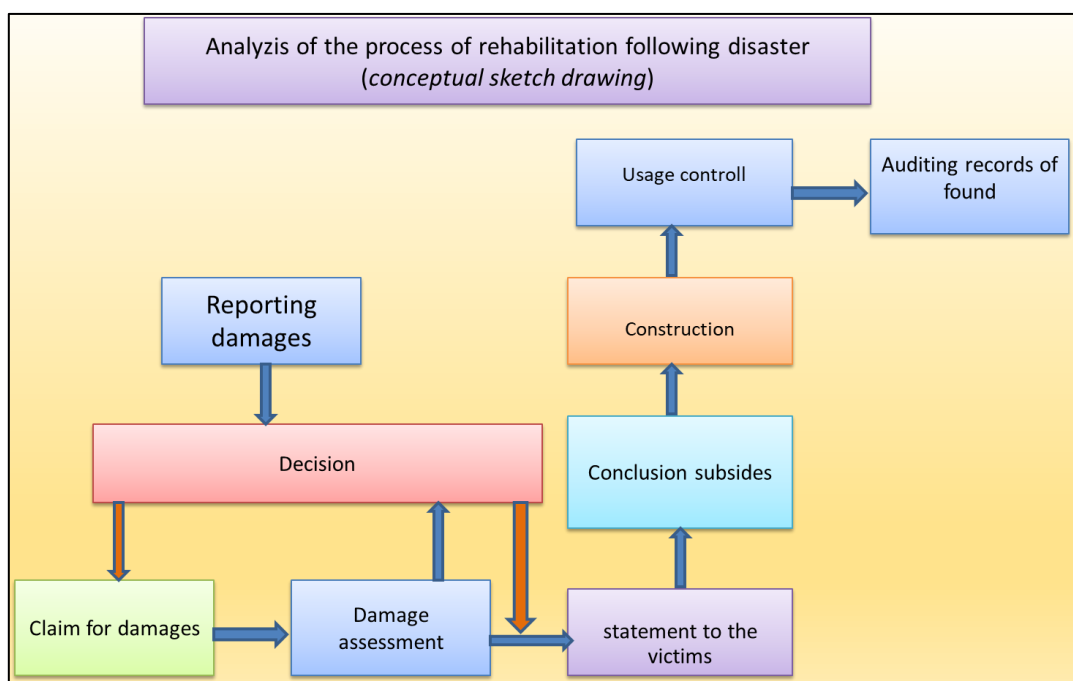 Analyzis of the process of rehabilitation following disaster
(conceptual sketch drawing)
Usage controll
Auditing records of
found
Reporting
damages
Construction
Decision
Conclusion subsides
Claim for damages
Damage
assessment
statement to the
victims